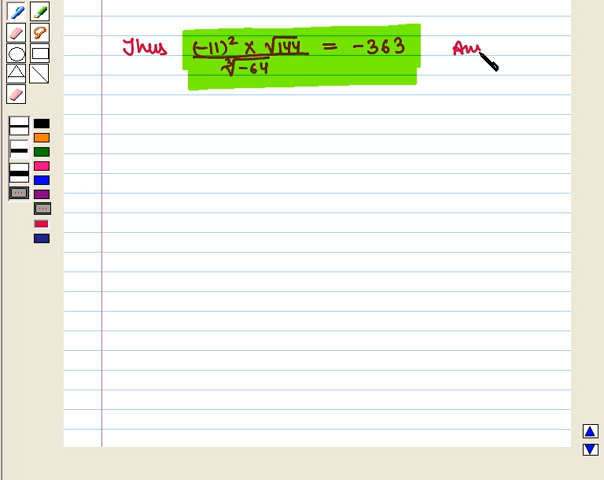 Thus (-11)² × √144 / ∛-64 = -363 Ans